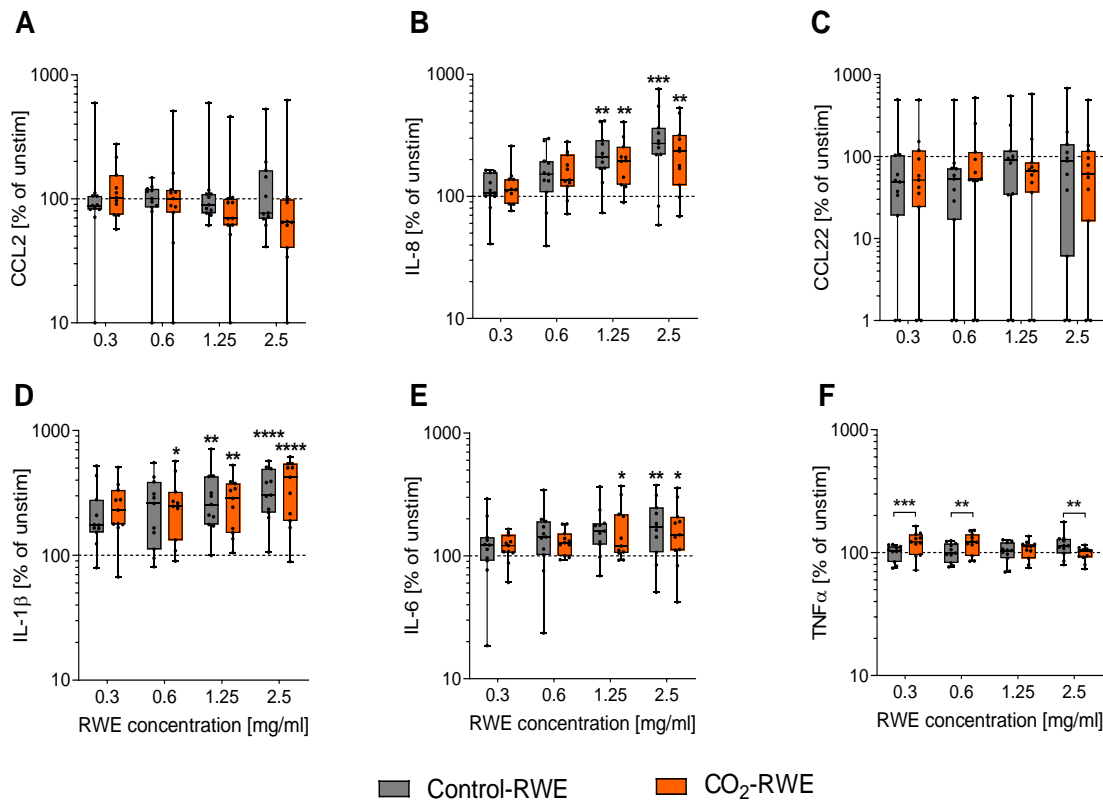 A
CCL2 [% of unstim]
1000
100
10
0.3 0.6 1.25 2.5
B
IL-8 [% of unstim]
1000
100
10
*** ** ** **
0.3 0.6 1.25 2.5
C
CCL22 [% of unstim]
1000
100
10
1
0.3 0.6 1.25 2.5
D
IL-1β [% of unstim]
1000
100
10
* ** ** **** ****
0.3 0.6 1.25 2.5
RWE concentration [mg/ml]
E
IL-6 [% of unstim]
1000
100
10
* ** *
0.3 0.6 1.25 2.5
RWE concentration [mg/ml]
F
TNFα [% of unstim]
1000
100
10
*** ** **
0.3 0.6 1.25 2.5
RWE concentration [mg/ml]
Control-RWE CO₂-RWE